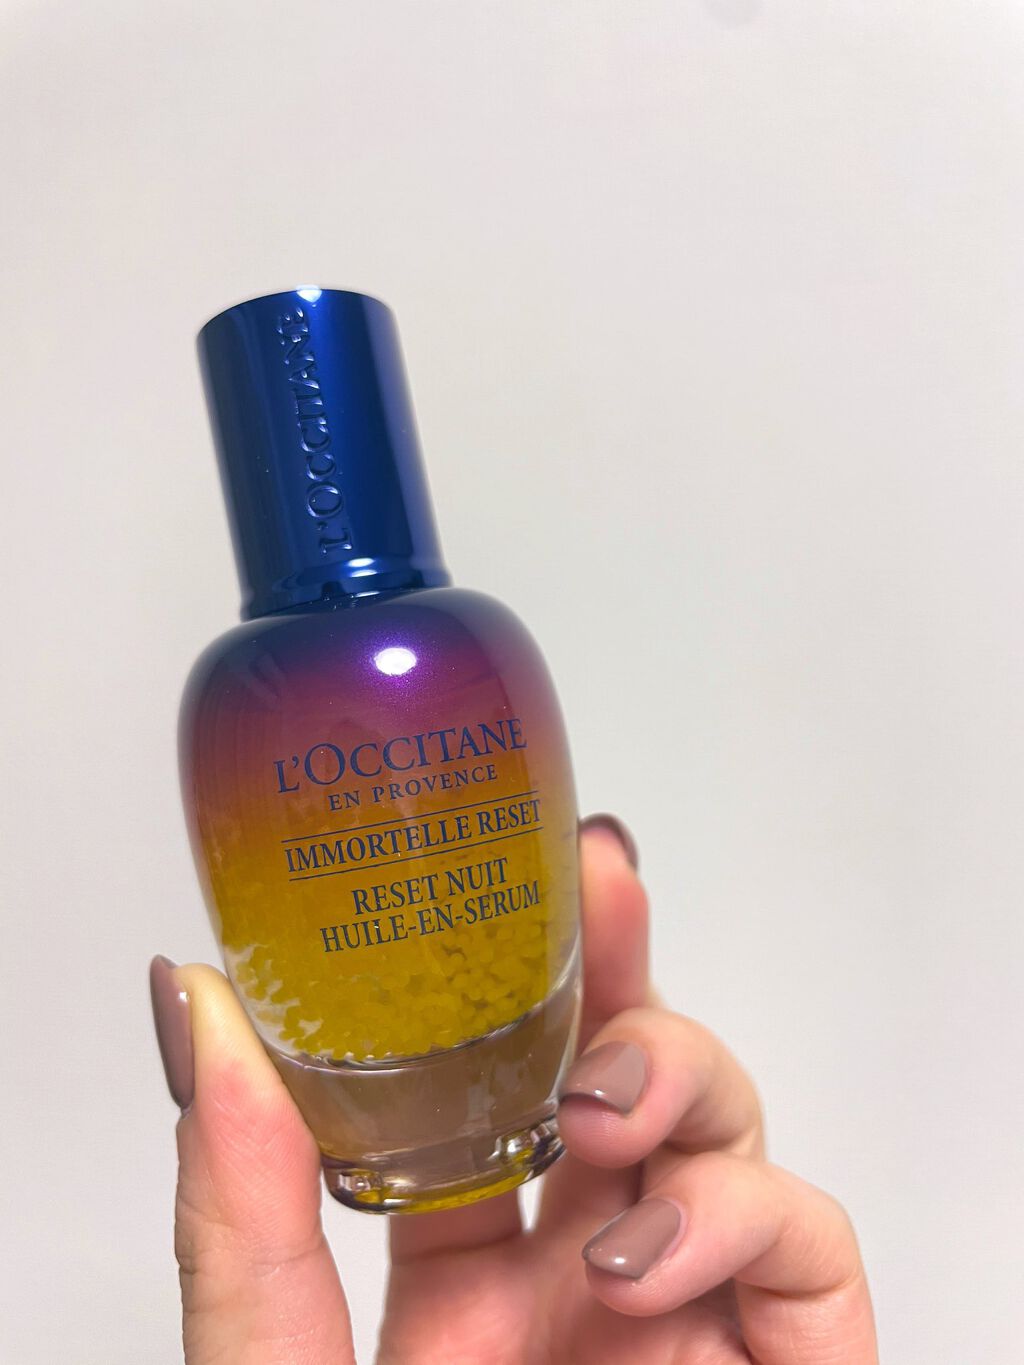 L'OCCITANE
L'OCCITANE
EN PROVENCE
IMMORTELLE RESET
RESET NUIT
HUILE-EN-SERUM